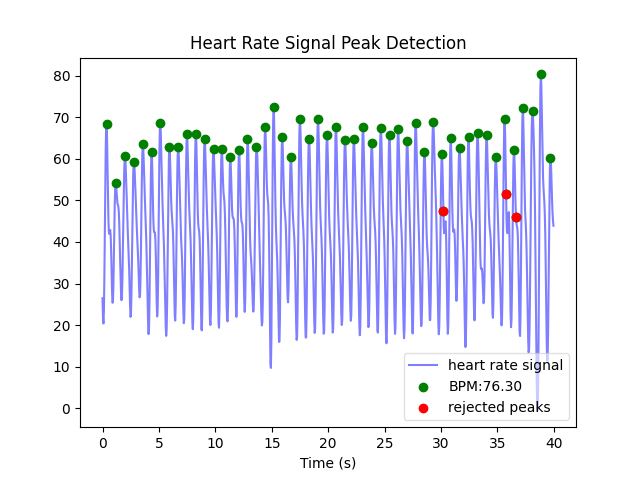 Heart Rate Signal Peak Detection
80
70
60
50
40
30
20
10
0
heart rate signal
BPM:76.30
rejected peaks
0 5 10 15 20 25 30 35 40
Time (s)